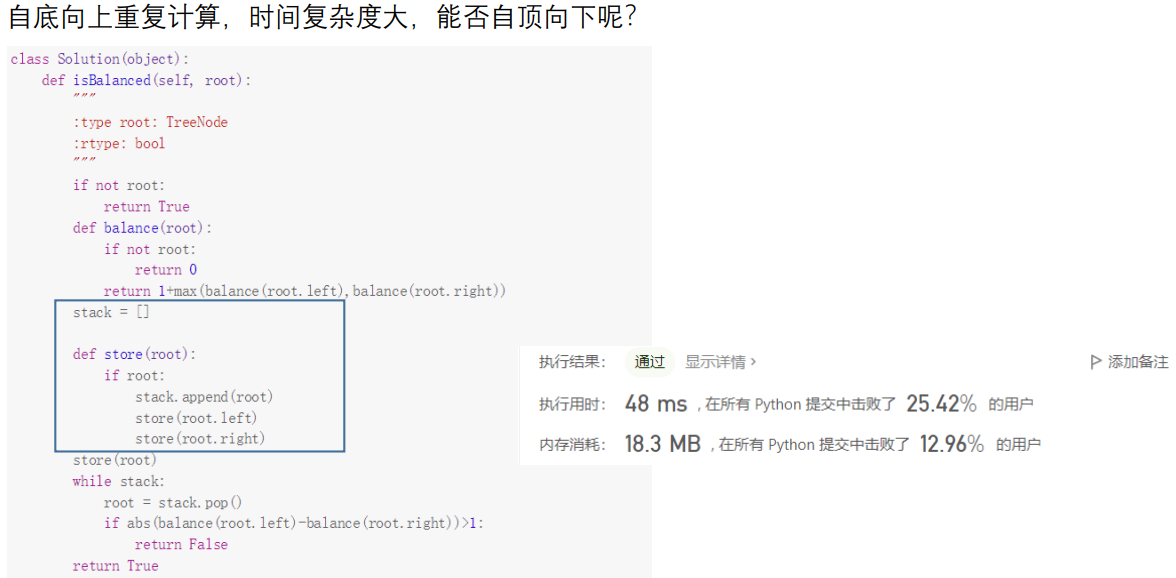 自底向上重复计算，时间复杂度大，能否自顶向下呢？
class Solution(object):
    def isBalanced(self, root):
        """
        :type root: TreeNode
        :rtype: bool
        """
        if not root:
            return True
        def balance(root):
            if not root:
                return 0
            return 1+max(balance(root.left),balance(root.right))
        stack = []
        def store(root):
            if root:
                stack.append(root)
                store(root.left)
                store(root.right)
        store(root)
        while stack:
            root = stack.pop()
            if abs(balance(root.left)-balance(root.right))>1:
                return False
        return True
执行结果： 通过 显示详情 › 添加备注
执行用时： 48 ms , 在所有 Python 提交中击败了 25.42% 的用户
内存消耗： 18.3 MB , 在所有 Python 提交中击败了 12.96% 的用户